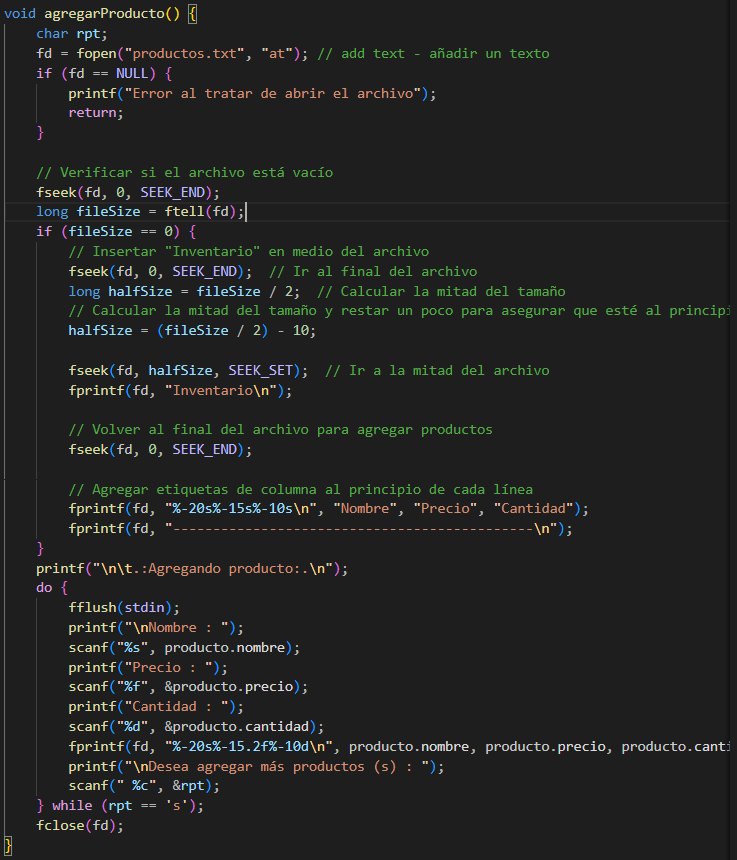 void agregarProducto() {
    char rpt;
    fd = fopen("productos.txt", "at"); // add text - añadir un texto
    if (fd == NULL) {
        printf("Error al tratar de abrir el archivo");
        return;
    }

    // Verificar si el archivo está vacío
    fseek(fd, 0, SEEK_END);
    long fileSize = ftell(fd);
    if (fileSize == 0) {
        // Insertar "Inventario" en medio del archivo
        fseek(fd, 0, SEEK_END);  // Ir al final del archivo
        long halfSize = fileSize / 2;  // Calcular la mitad del tamaño
        // Calcular la mitad del tamaño y restar un poco para asegurar que esté al principi
        halfSize = (fileSize / 2) - 10;

        fseek(fd, halfSize, SEEK_SET);  // Ir a la mitad del archivo
        fprintf(fd, "Inventario\n");

        // Volver al final del archivo para agregar productos
        fseek(fd, 0, SEEK_END);

        // Agregar etiquetas de columna al principio de cada línea
        fprintf(fd, "%-20s%-15s%-10s\n", "Nombre", "Precio", "Cantidad");
        fprintf(fd, "--------------------------------------------\n");
    }
    printf("\n\t.:Agregando producto:.\n");
    do {
        fflush(stdin);
        printf("\nNombre : ");
        scanf("%s", producto.nombre);
        printf("Precio : ");
        scanf("%f", &producto.precio);
        printf("Cantidad : ");
        scanf("%d", &producto.cantidad);
        fprintf(fd, "%-20s%-15.2f%-10d\n", producto.nombre, producto.precio, producto.canti
        printf("\nDesea agregar más productos (s) : ");
        scanf(" %c", &rpt);
    } while (rpt == 's');
    fclose(fd);
}